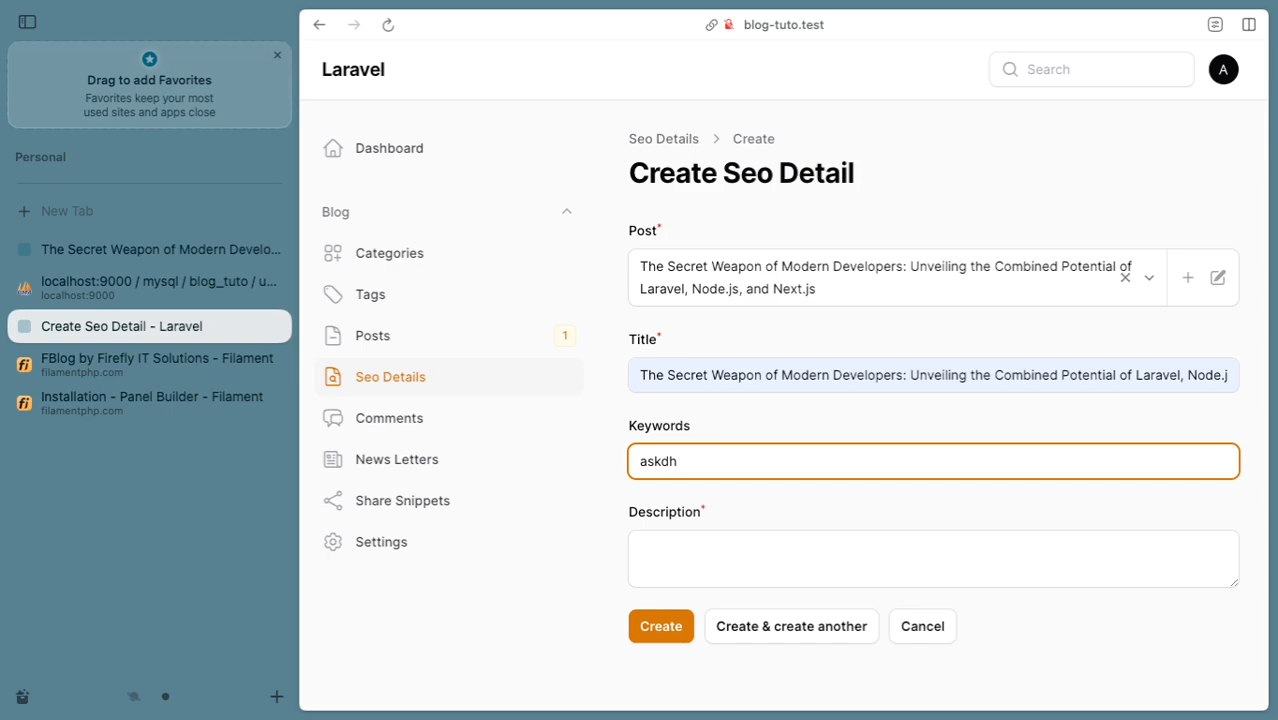 Drag to add Favorites
Favorites keep your most
used sites and apps close
Personal
New Tab
The Secret Weapon of Modern Develo...
localhost:9000 / mysql / blog_tuto / u...
localhost:9000
Create Seo Detail - Laravel
FBlog by Firefly IT Solutions - Filament
filamentphp.com
Installation - Panel Builder - Filament
filamentphp.com
blog-tuto.test
Laravel
Search
A
Dashboard
Blog
Categories
Tags
Posts 1
Seo Details
Comments
News Letters
Share Snippets
Settings
Seo Details > Create
Create Seo Detail
Post*
The Secret Weapon of Modern Developers: Unveiling the Combined Potential of
Laravel, Node.js, and Next.js
Title*
The Secret Weapon of Modern Developers: Unveiling the Combined Potential of Laravel, Node.j
Keywords
askdh
Description*
Create
Create & create another
Cancel